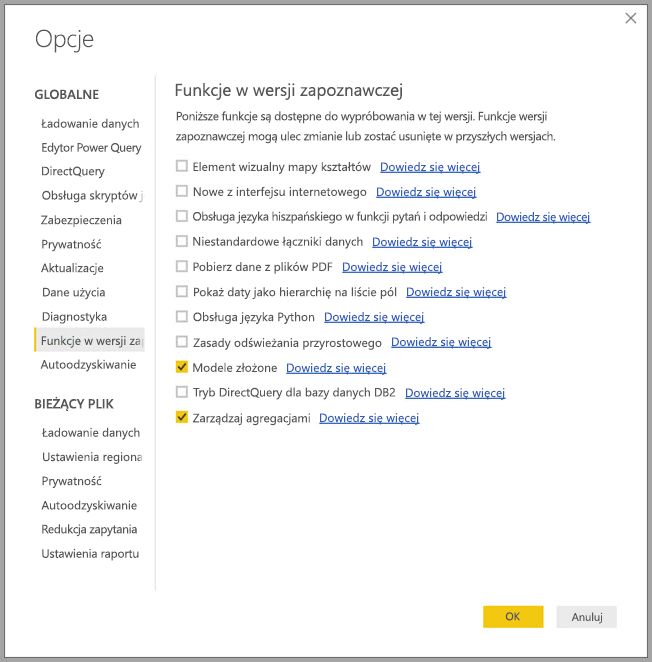 Opcje
GLOBALNE
Ładowanie danych
Edytor Power Query
DirectQuery
Obsługa skryptów j
Zabezpieczenia
Prywatność
Aktualizacje
Dane użycia
Diagnostyka
Funkcje w wersji za
Autoodzyskiwanie
BIEŻĄCY PLIK
Ładowanie danych
Ustawienia regiona
Prywatność
Autoodzyskiwanie
Redukcja zapytania
Ustawienia raportu
Funkcje w wersji zapoznawczej
Poniższe funkcje są dostępne do wypróbowania w tej wersji. Funkcje wersji
zapoznawczej mogą ulec zmianie lub zostać usunięte w przyszłych wersjach.
Element wizualny mapy kształtów Dowiedz się więcej
Nowe z interfejsu internetowego Dowiedz się więcej
Obsługa języka hiszpańskiego w funkcji pytań i odpowiedzi Dowiedz się więcej
Niestandardowe łączniki danych Dowiedz się więcej
Pobierz dane z plików PDF Dowiedz się więcej
Pokaż daty jako hierarchię na liście pól Dowiedz się więcej
Obsługa języka Python Dowiedz się więcej
Zasady odświeżania przyrostowego Dowiedz się więcej
Modele złożone Dowiedz się więcej
Tryb DirectQuery dla bazy danych DB2 Dowiedz się więcej
Zarządzaj agregacjami Dowiedz się więcej
OK Anuluj